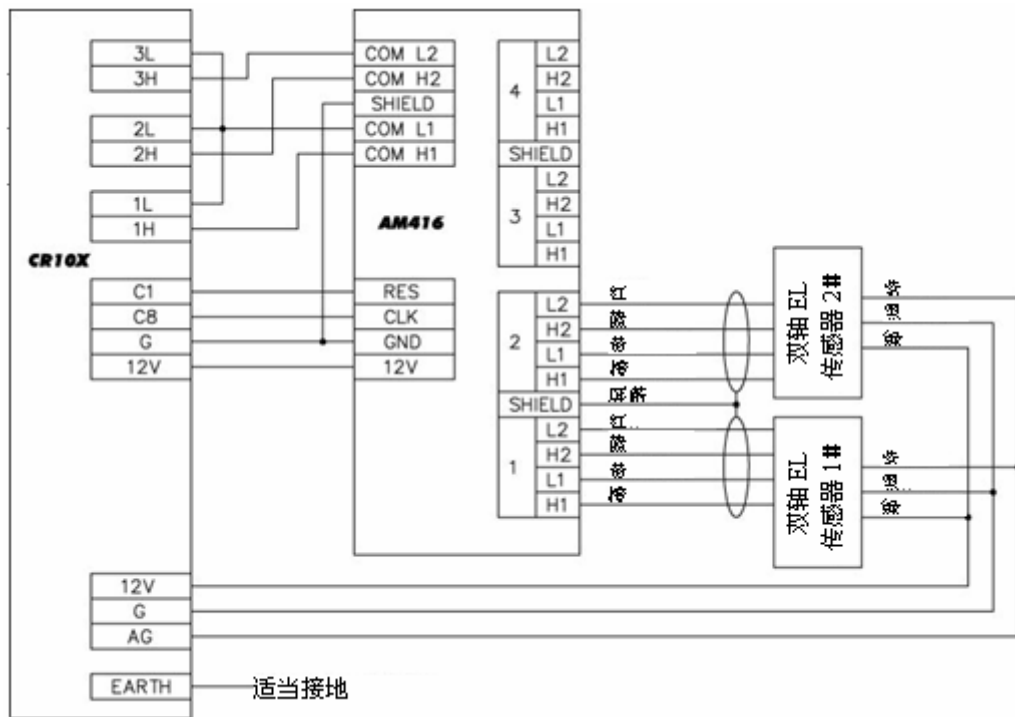 3L
3H
2L
2H
1L
1H
CR10X
C1
C8
G
12V
12V
G
AG
EARTH
适当接地
COM L2
COM H2
SHIELD
COM L1
COM H1
AM416
RES
CLK
GND
12V
4
L2
H2
L1
H1
SHIELD
3
L2
H2
L1
H1
2
L2
H2
L1
H1
SHIELD
1
L2
H2
L1
H1
双轴 EL
传感器 2#
双轴 EL
传感器 1#